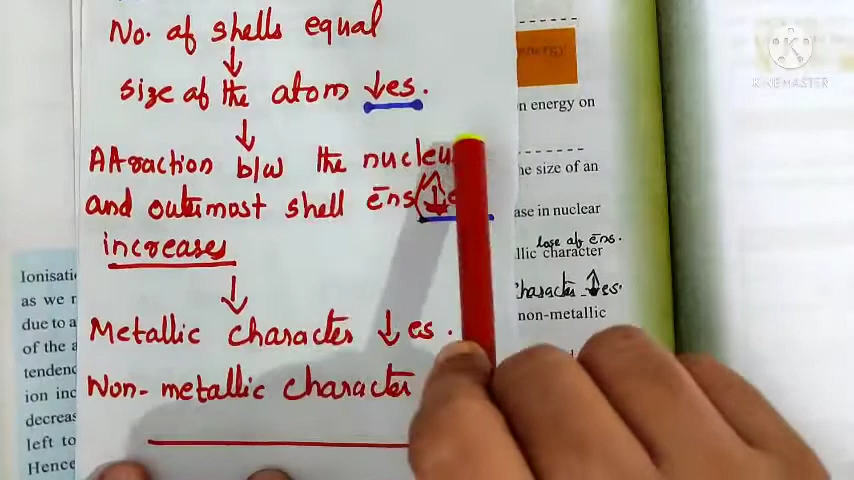 No. of shells equal
↓
size of the atom ↓es.
↓
Attraction b/w the nucleu
and outermost shell ēns(
increases
↓
Metallic character ↓es.
Non-metallic character
n energy on
he size of an
ase in nuclear
lose of ēns.
llic character
character es.
non-metallic
Ionisati
as we
due to a
of the a
tendenc
ion inc
decreas
left to
Hence
KINEMASTER